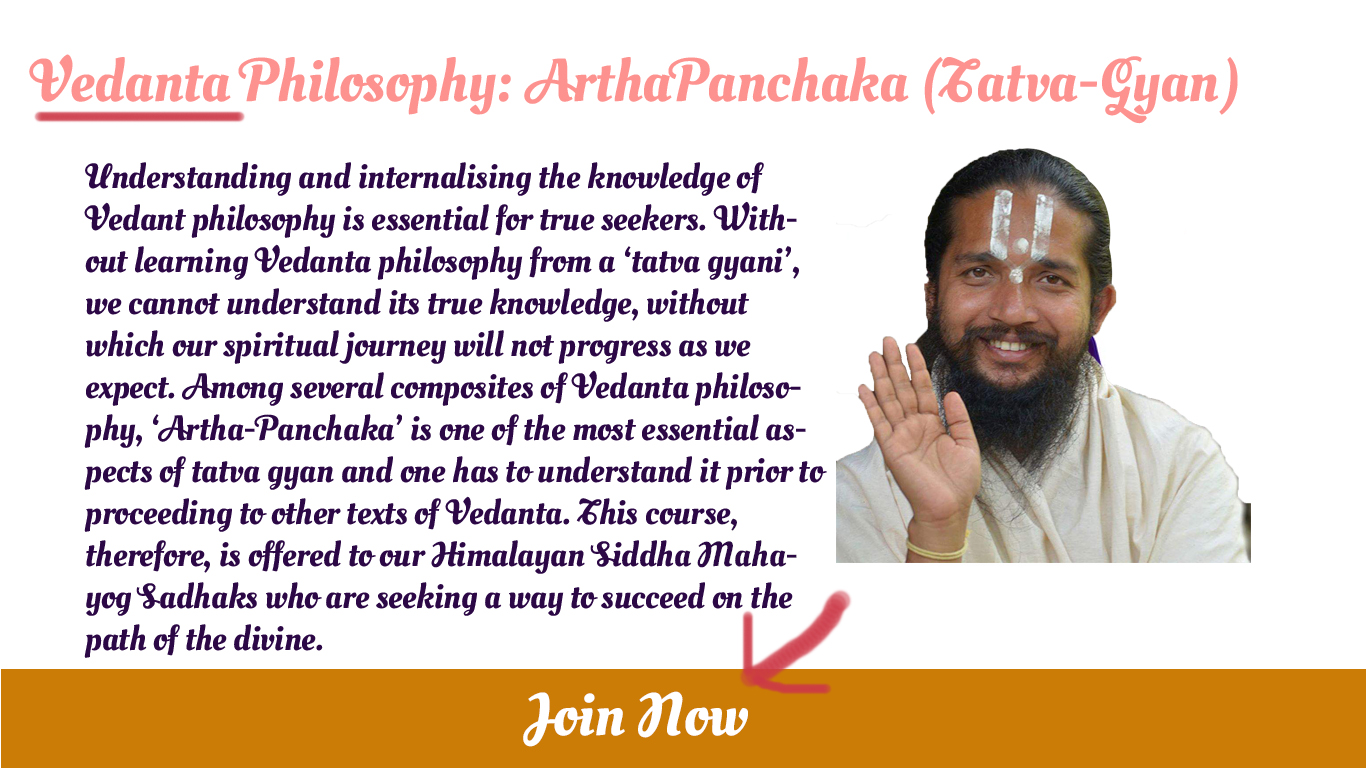 Vedanta Philosophy: ArthaPanchaka (Tatva-Gyan)
Understanding and internalising the knowledge of
Vedant philosophy is essential for true seekers. With-
out learning Vedanta philosophy from a ‘tatva gyani’,
we cannot understand its true knowledge, without
which our spiritual journey will not progress as we
expect. Among several composites of Vedanta philoso-
phy, ‘Artha-Panchaka’ is one of the most essential as-
pects of tatva gyan and one has to understand it prior to
proceeding to other texts of Vedanta. This course,
therefore, is offered to our Himalayan Siddha Maha-
yog Sadhaks who are seeking a way to succeed on the
path of the divine.
Join Now